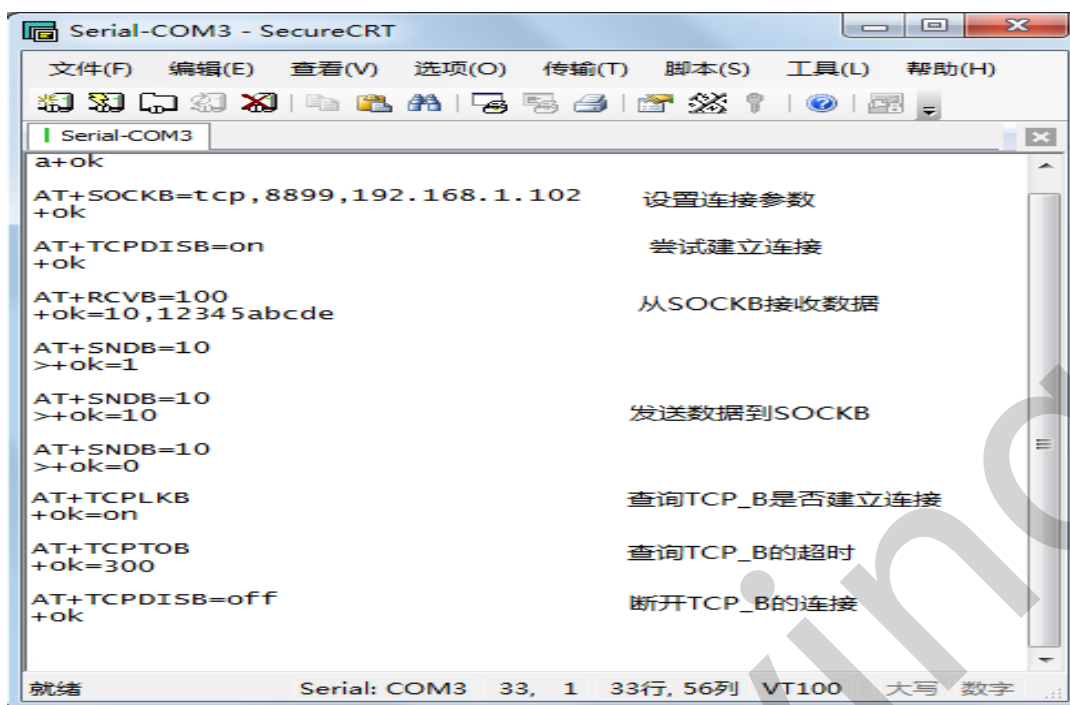 Serial-COM3 - SecureCRT
文件(F) 编辑(E) 查看(V) 选项(O) 传输(T) 脚本(S) 工具(L) 帮助(H)
Serial-COM3
a+ok
AT+SOCKB=tcp,8899,192.168.1.102 设置连接参数
+ok
AT+TCPDISB=on 尝试建立连接
+ok
AT+RCVB=100 从SOCKB接收数据
+ok=10,12345abcde
AT+SNDB=10
>+ok=1
AT+SNDB=10
>+ok=10 发送数据到SOCKB
AT+SNDB=10
>+ok=0
AT+TCPLKB 查询TCP_B是否建立连接
+ok=on
AT+TCPTOB 查询TCP_B的超时
+ok=300
AT+TCPDISB=off 断开TCP_B的连接
+ok
就绪 Serial: COM3 33, 1 33行, 56列 VT100 大写 数字